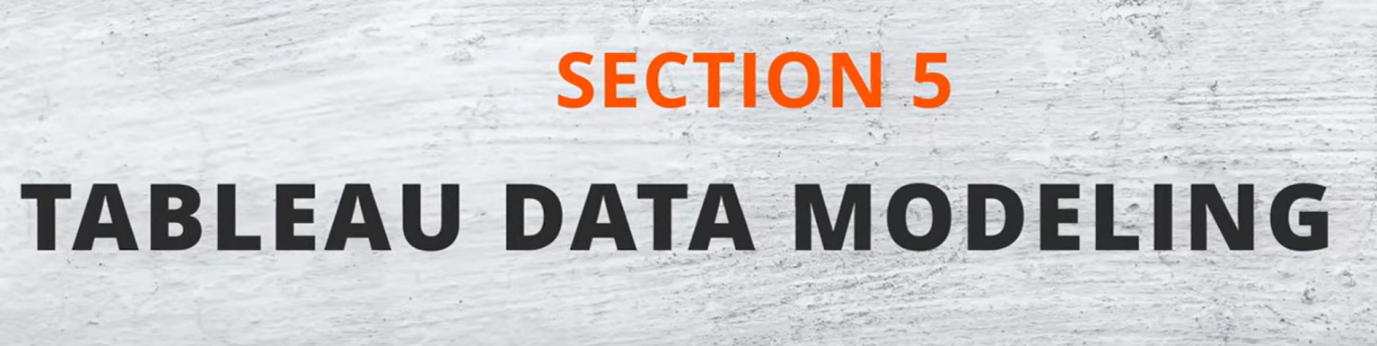 SECTION 5
TABLEAU DATA MODELING